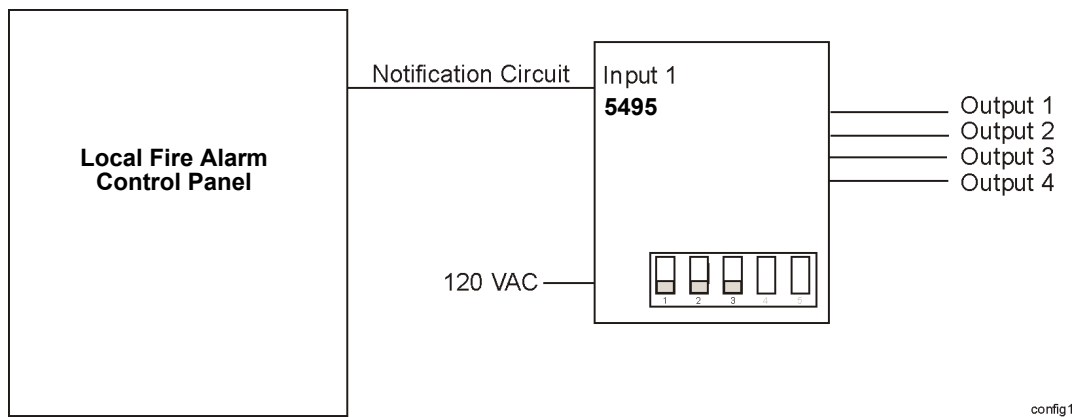 Notification Circuit
Input 1
5495
Output 1
Output 2
Output 3
Output 4
Local Fire Alarm
Control Panel
120 VAC
1 2 3 4 5
config1